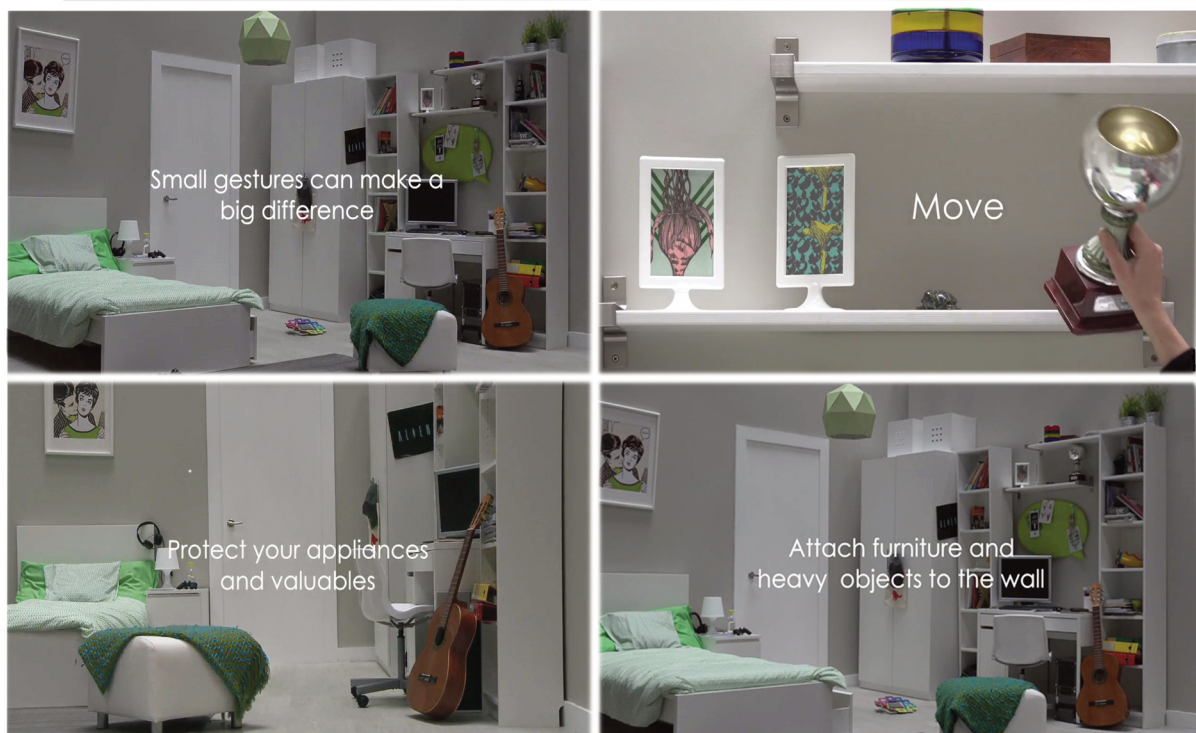 Small gestures can make a
big difference
Move
ALVEN
Protect your appliances
and valuables
Attach furniture and
heavy objects to the wall